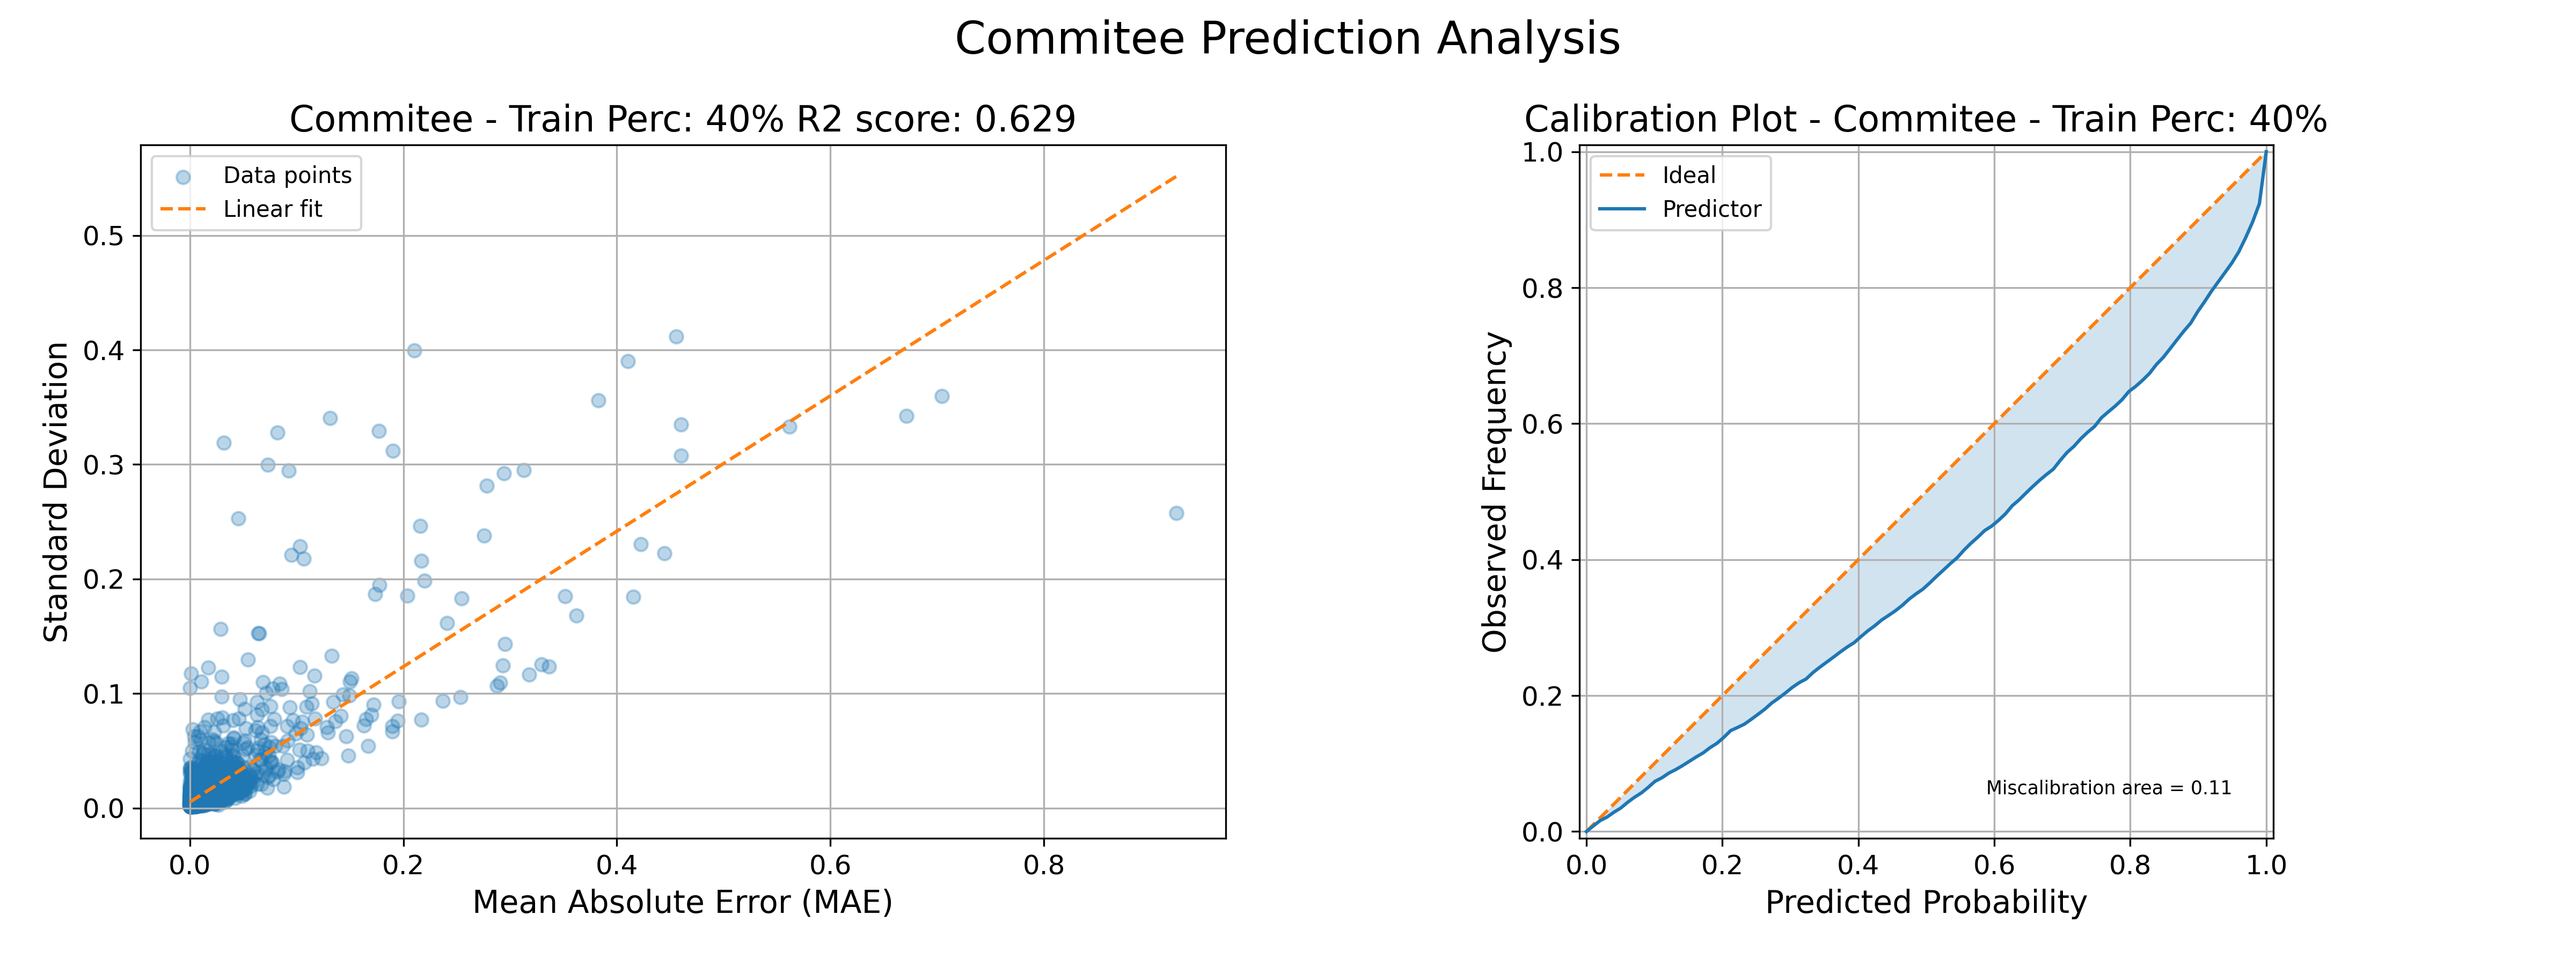 Commitee Prediction Analysis
Commitee - Train Perc: 40% R2 score: 0.629
Data points
Linear fit
0.5
0.4
0.3
0.2
0.1
0.0
Standard Deviation
0.0 0.2 0.4 0.6 0.8
Mean Absolute Error (MAE)
Calibration Plot - Commitee - Train Perc: 40%
Ideal
Predictor
1.0
0.8
0.6
0.4
0.2
0.0
Observed Frequency
Miscalibration area = 0.11
0.0 0.2 0.4 0.6 0.8 1.0
Predicted Probability